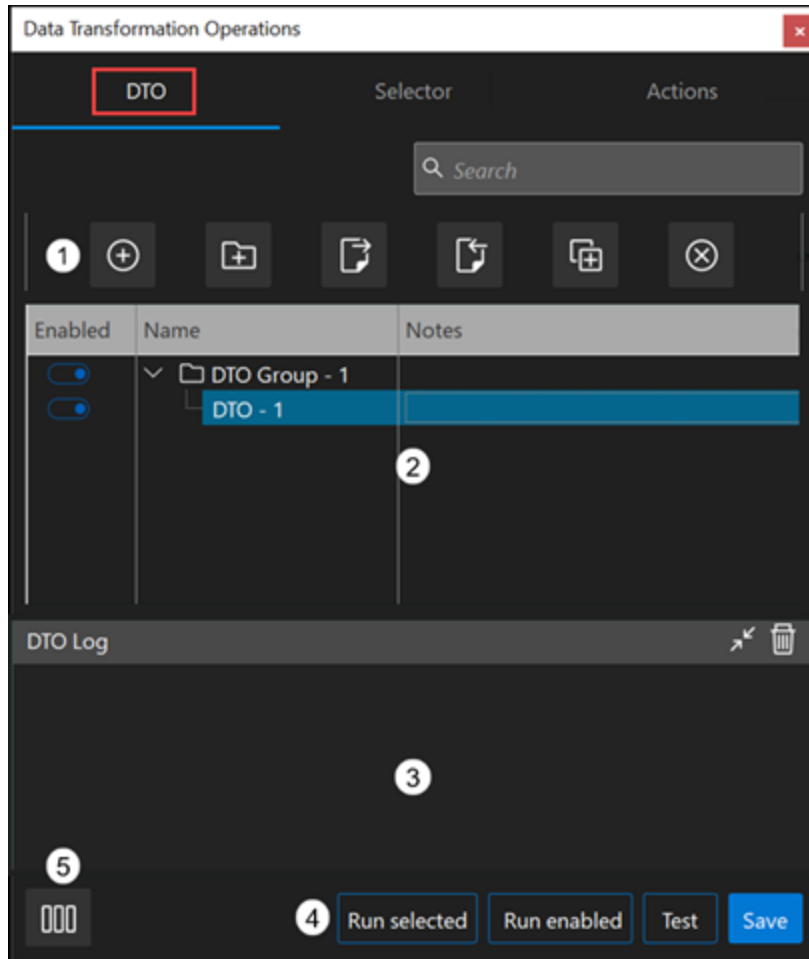 Data Transformation Operations
DTO Selector Actions
Search
1
Enabled Name Notes
DTO Group - 1
DTO - 1
2
DTO Log
3
5
4 Run selected Run enabled Test Save